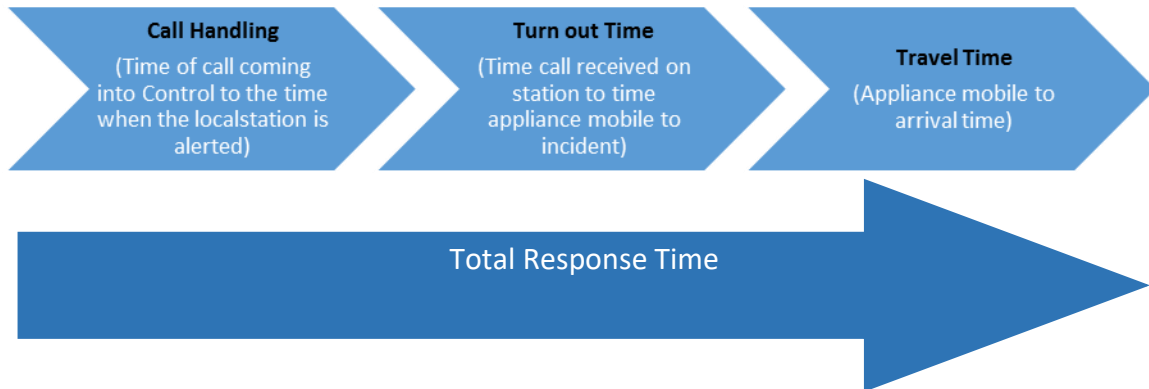 Call Handling
(Time of call coming
into Control to the time
when the localstation is
alerted)
Turn out Time
(Time call received on
station to time
appliance mobile to
incident)
Travel Time
(Appliance mobile to
arrival time)
Total Response Time